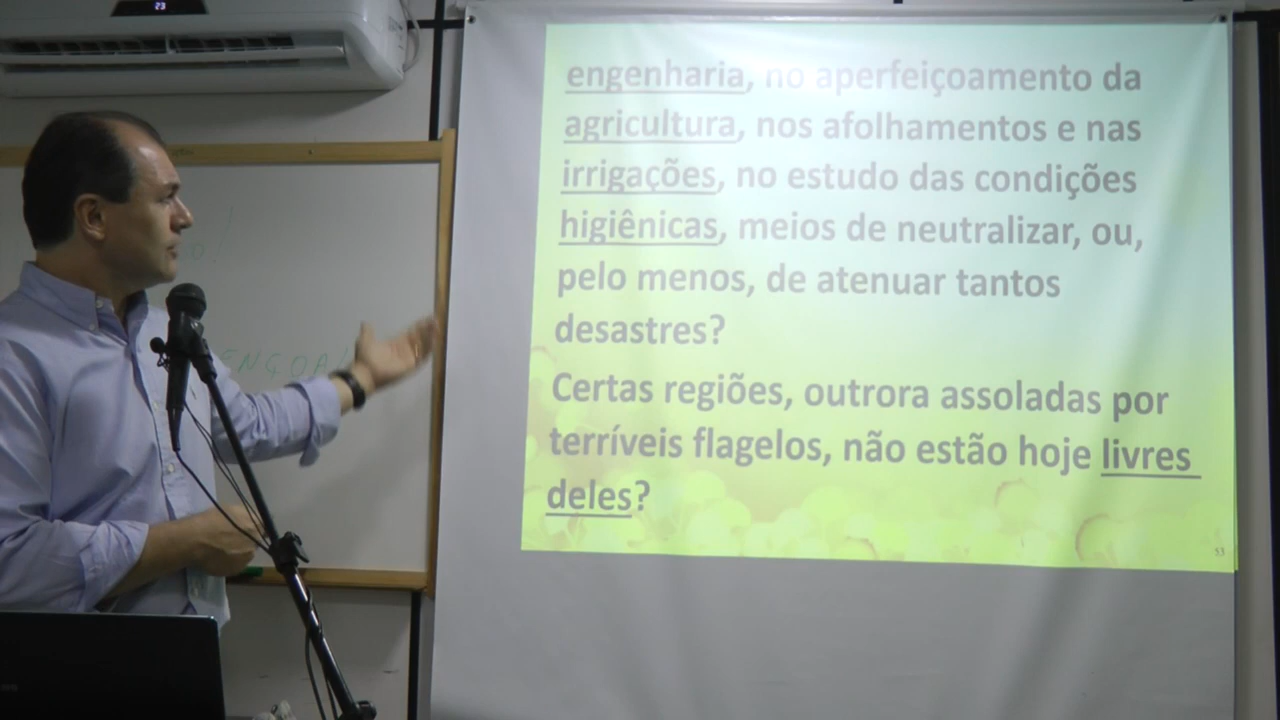 23
engenharia, no aperfeiçoamento da
agricultura, nos afolhamentos e nas
irrigações, no estudo das condições
higiênicas, meios de neutralizar, ou,
pelo menos, de atenuar tantos
desastres?
Certas regiões, outrora assoladas por
terríveis flagelos, não estão hoje livres
deles?
53